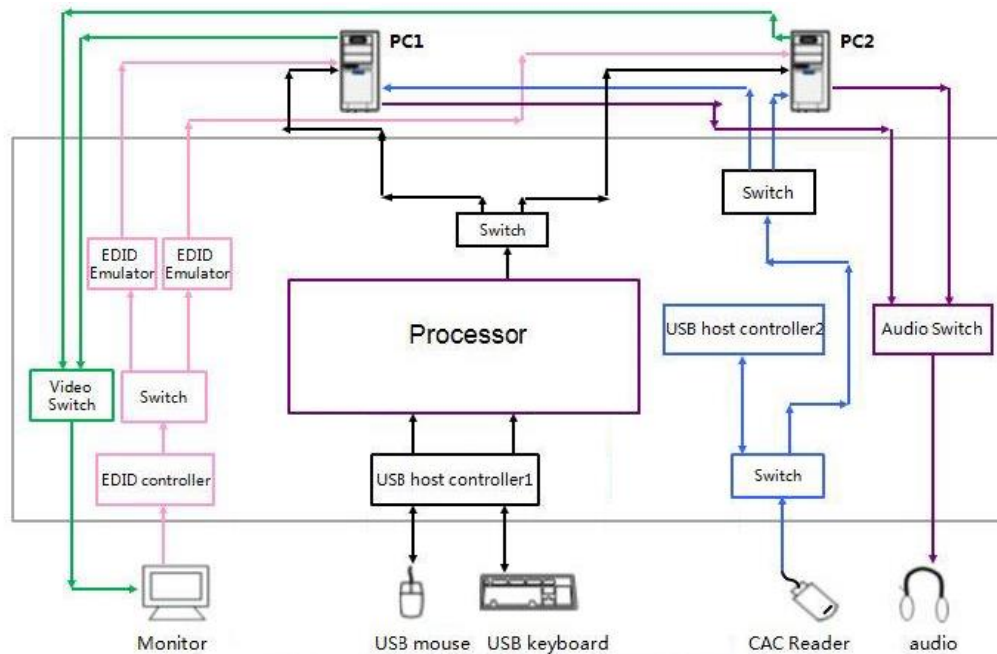 PC1
PC2
Switch
Switch
EDID
Emulator
EDID
Emulator
Processor
USB host controller2
Audio Switch
Video
Switch
Switch
EDID controller
USB host controller1
Switch
Monitor
USB mouse
USB keyboard
CAC Reader
audio